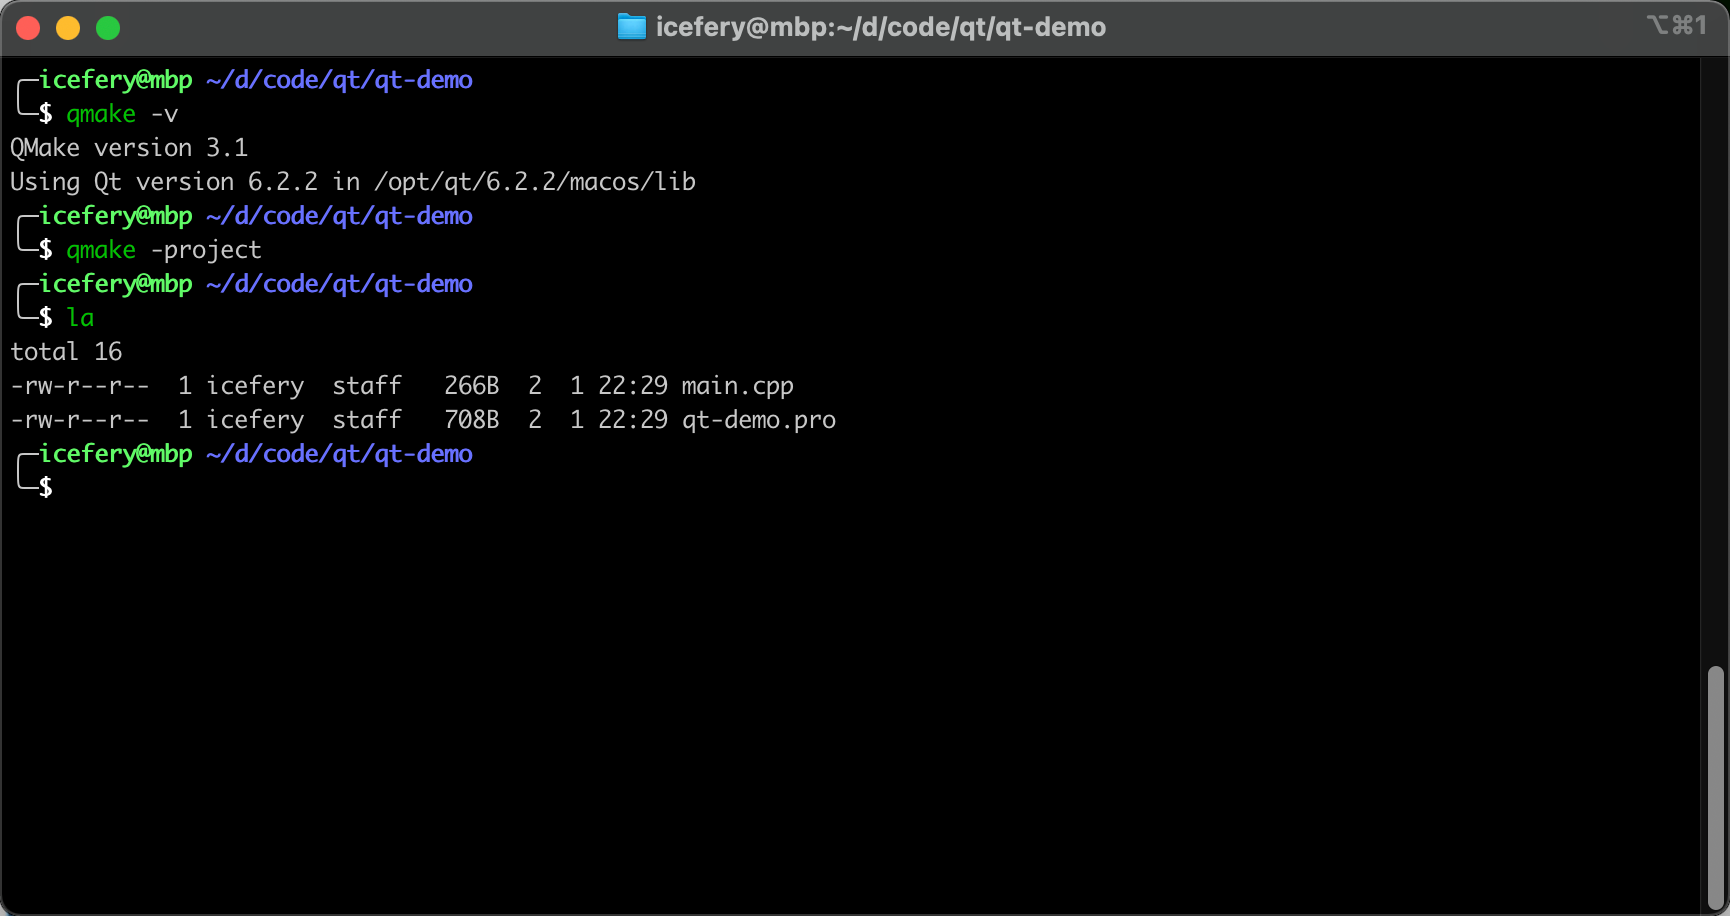 icefery@mbp:~/d/code/qt/qt-demo ⌥⌘1
icefery@mbp ~/d/code/qt/qt-demo
$ qmake -v
QMake version 3.1
Using Qt version 6.2.2 in /opt/qt/6.2.2/macos/lib
icefery@mbp ~/d/code/qt/qt-demo
$ qmake -project
icefery@mbp ~/d/code/qt/qt-demo
$ la
total 16
-rw-r--r--  1 icefery  staff   266B  2  1 22:29 main.cpp
-rw-r--r--  1 icefery  staff   708B  2  1 22:29 qt-demo.pro
icefery@mbp ~/d/code/qt/qt-demo
$